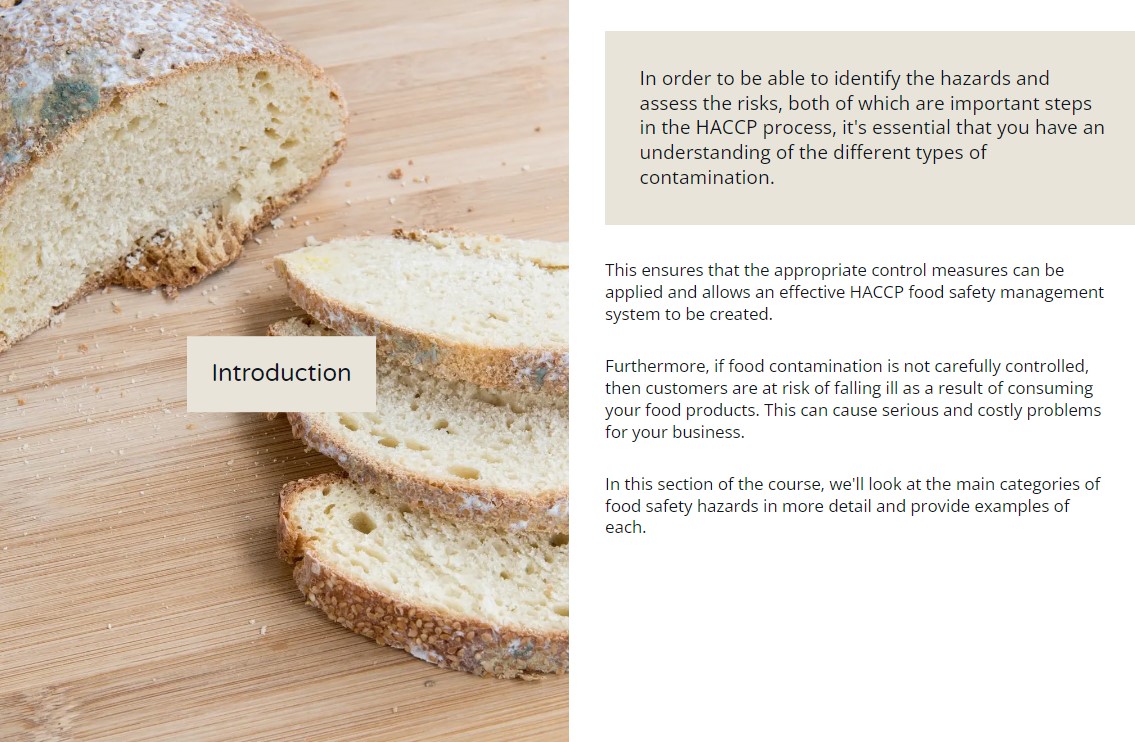 Introduction
In order to be able to identify the hazards and
assess the risks, both of which are important steps
in the HACCP process, it's essential that you have an
understanding of the different types of
contamination.
This ensures that the appropriate control measures can be
applied and allows an effective HACCP food safety management
system to be created.
Furthermore, if food contamination is not carefully controlled,
then customers are at risk of falling ill as a result of consuming
your food products. This can cause serious and costly problems
for your business.
In this section of the course, we'll look at the main categories of
food safety hazards in more detail and provide examples of
each.